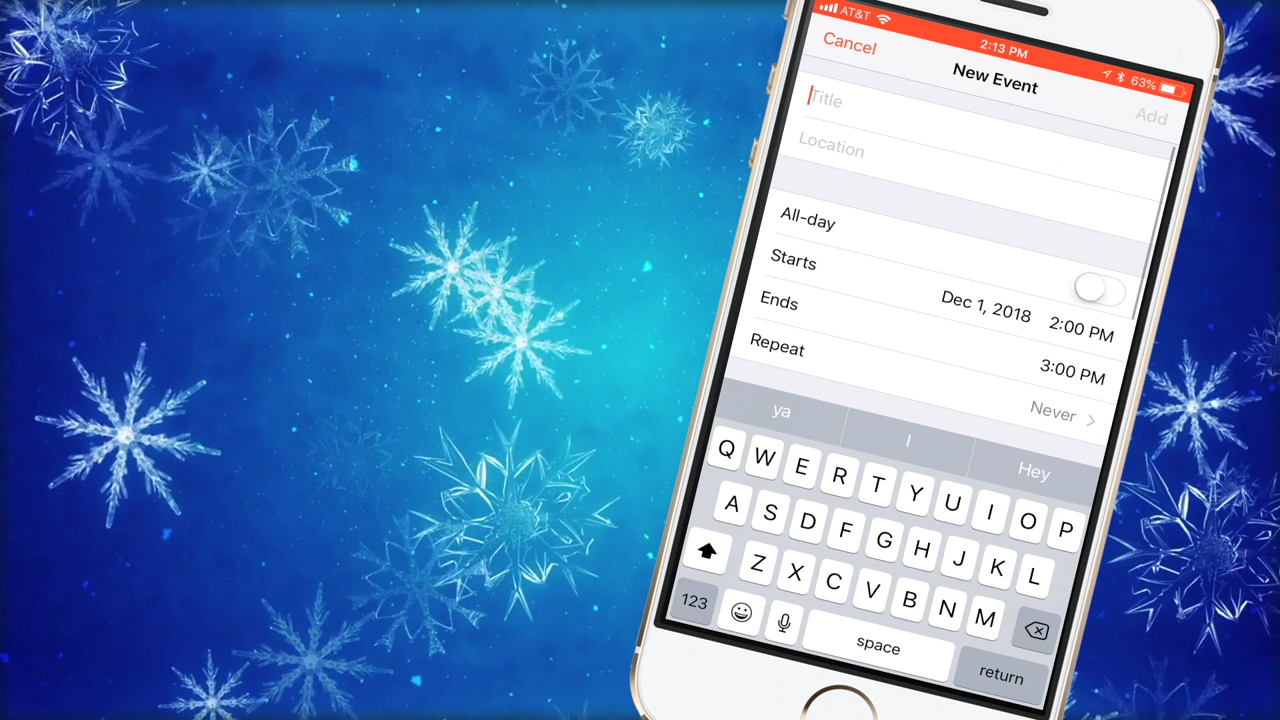 AT&T 2:13 PM 63%
Cancel New Event Add
Title
Location
All-day
Starts Dec 1, 2018 2:00 PM
Ends 3:00 PM
Repeat Never
ya I Hey
Q W E R T Y U I O P
A S D F G H J K L
Z X C V B N M
123 space return